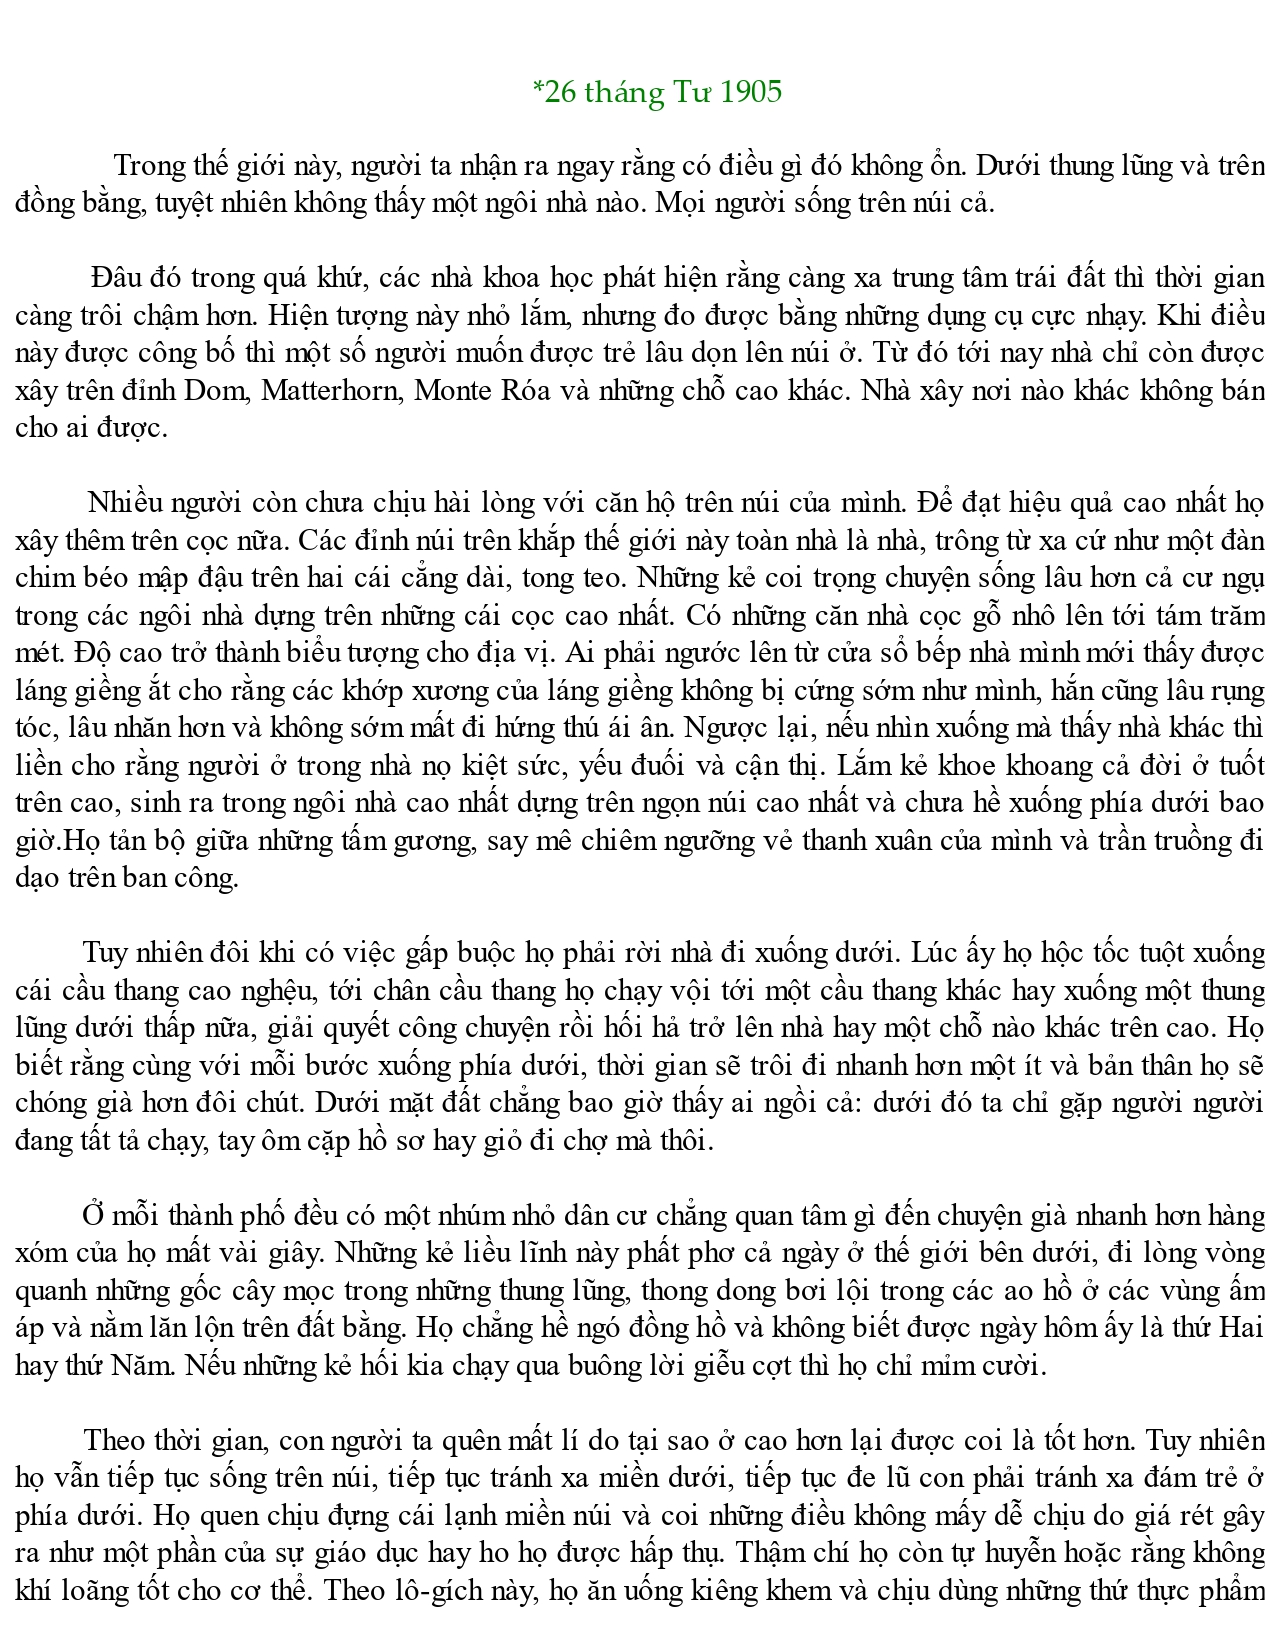 *26 tháng Tư 1905
Trong thế giới này, người ta nhận ra ngay rằng có điều gì đó không ổn. Dưới thung lũng và trên
đồng bằng, tuyệt nhiên không thấy một ngôi nhà nào. Mọi người sống trên núi cả.
Đâu đó trong quá khứ, các nhà khoa học phát hiện rằng càng xa trung tâm trái đất thì thời gian
càng trôi chậm hơn. Hiện tượng này nhỏ lắm, nhưng đo được bằng những dụng cụ cực nhạy. Khi điều
này được công bố thì một số người muốn được trẻ lâu dọn lên núi ở. Từ đó tới nay nhà chỉ còn được
xây trên đỉnh Dom, Matterhorn, Monte Róa và những chỗ cao khác. Nhà xây nơi nào khác không bán
cho ai được.
Nhiều người còn chưa chịu hài lòng với căn hộ trên núi của mình. Để đạt hiệu quả cao nhất họ
xây thêm trên cọc nữa. Các đỉnh núi trên khắp thế giới này toàn nhà là nhà, trông từ xa cứ như một đàn
chim béo mập đậu trên hai cái cẳng dài, tong teo. Những kẻ coi trọng chuyện sống lâu hơn cả cư ngụ
trong các ngôi nhà dựng trên những cái cọc cao nhất. Có những căn nhà cọc gỗ nhô lên tới tám trăm
mét. Độ cao trở thành biểu tượng cho địa vị. Ai phải ngước lên từ cửa sổ bếp nhà mình mới thấy được
láng giềng ắt cho rằng các khớp xương của láng giềng không bị cứng sớm như mình, hắn cũng lâu rụng
tóc, lâu nhăn hơn và không sớm mất đi hứng thú ái ân. Ngược lại, nếu nhìn xuống mà thấy nhà khác thì
liền cho rằng người ở trong nhà nọ kiệt sức, yếu đuối và cận thị. Lắm kẻ khoe khoang cả đời ở tuốt
trên cao, sinh ra trong ngôi nhà cao nhất dựng trên ngọn núi cao nhất và chưa hề xuống phía dưới bao
giờ.Họ tản bộ giữa những tấm gương, say mê chiêm ngưỡng vẻ thanh xuân của mình và trần truồng đi
dạo trên ban công.
Tuy nhiên đôi khi có việc gấp buộc họ phải rời nhà đi xuống dưới. Lúc ấy họ hộc tốc tuột xuống
cái cầu thang cao nghệu, tới chân cầu thang họ chạy vội tới một cầu thang khác hay xuống một thung
lũng dưới thấp nữa, giải quyết công chuyện rồi hối hả trở lên nhà hay một chỗ nào khác trên cao. Họ
biết rằng cùng với mỗi bước xuống phía dưới, thời gian sẽ trôi đi nhanh hơn một ít và bản thân họ sẽ
chóng già hơn đôi chút. Dưới mặt đất chẳng bao giờ thấy ai ngồi cả: dưới đó ta chỉ gặp người người
đang tất tả chạy, tay ôm cặp hồ sơ hay giỏ đi chợ mà thôi.
Ở mỗi thành phố đều có một nhúm nhỏ dân cư chẳng quan tâm gì đến chuyện già nhanh hơn hàng
xóm của họ mất vài giây. Những kẻ liều lĩnh này phất phơ cả ngày ở thế giới bên dưới, đi lòng vòng
quanh những gốc cây mọc trong những thung lũng, thong dong bơi lội trong các ao hồ ở các vùng ấm
áp và nằm lăn lộn trên đất bằng. Họ chẳng hề ngó đồng hồ và không biết được ngày hôm ấy là thứ Hai
hay thứ Năm. Nếu những kẻ hối kia chạy qua buông lời giễu cợt thì họ chỉ mỉm cười.
Theo thời gian, con người ta quên mất lí do tại sao ở cao hơn lại được coi là tốt hơn. Tuy nhiên
họ vẫn tiếp tục sống trên núi, tiếp tục tránh xa miền dưới, tiếp tục đe lũ con phải tránh xa đám trẻ ở
phía dưới. Họ quen chịu đựng cái lạnh miền núi và coi những điều không mấy dễ chịu do giá rét gây
ra như một phần của sự giáo dục hay ho họ được hấp thụ. Thậm chí họ còn tự huyễn hoặc rằng không
khí loãng tốt cho cơ thể. Theo lô-gích này, họ ăn uống kiêng khem và chịu dùng những thứ thực phẩm